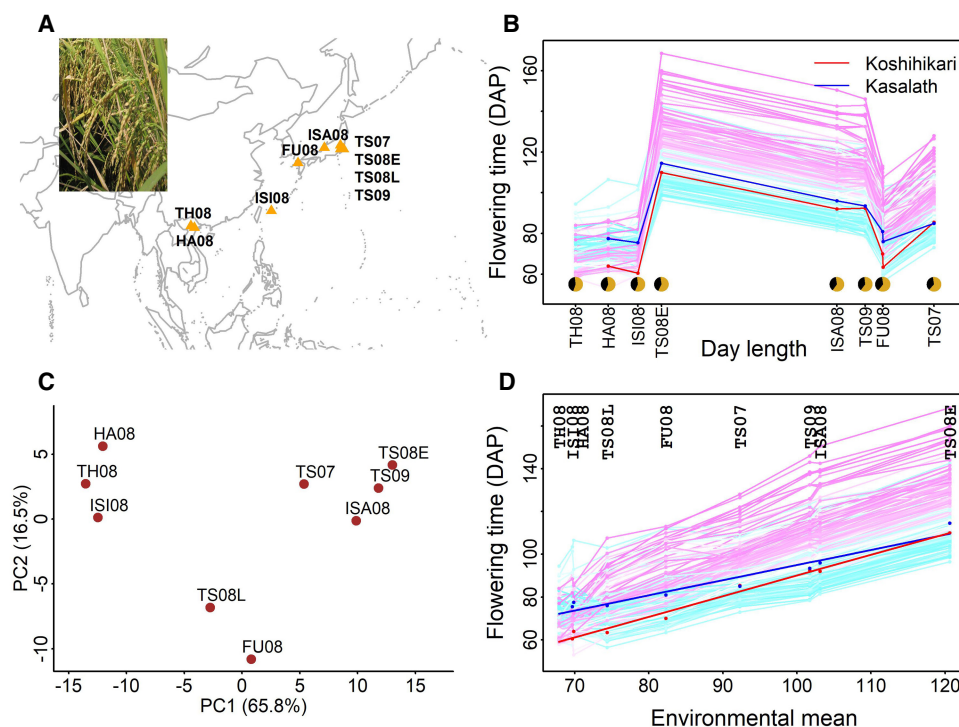 A
ISA08
FU08
TS07
TS08E
TS08L
TS09
ISI08
TH08
HA08
B
Flowering time (DAP)
60 80 120 160
Koshihikari
Kasalath
TH08
HA08
ISI08
TS08E
ISA08
TS09
FU08
TS07
Day length
C
PC2 (16.5%)
5
0
-5
-10
HA08
TH08
ISI08
TS07
TS08E
TS09
ISA08
TS08L
FU08
-15 -10 -5 0 5 10 15
PC1 (65.8%)
D
Flowering time (DAP)
60 80 100 140
TH08
ISI08
HA08
TS08L
FU08
TS07
TS09
ISA08
TS08E
70 80 90 100 110 120
Environmental mean